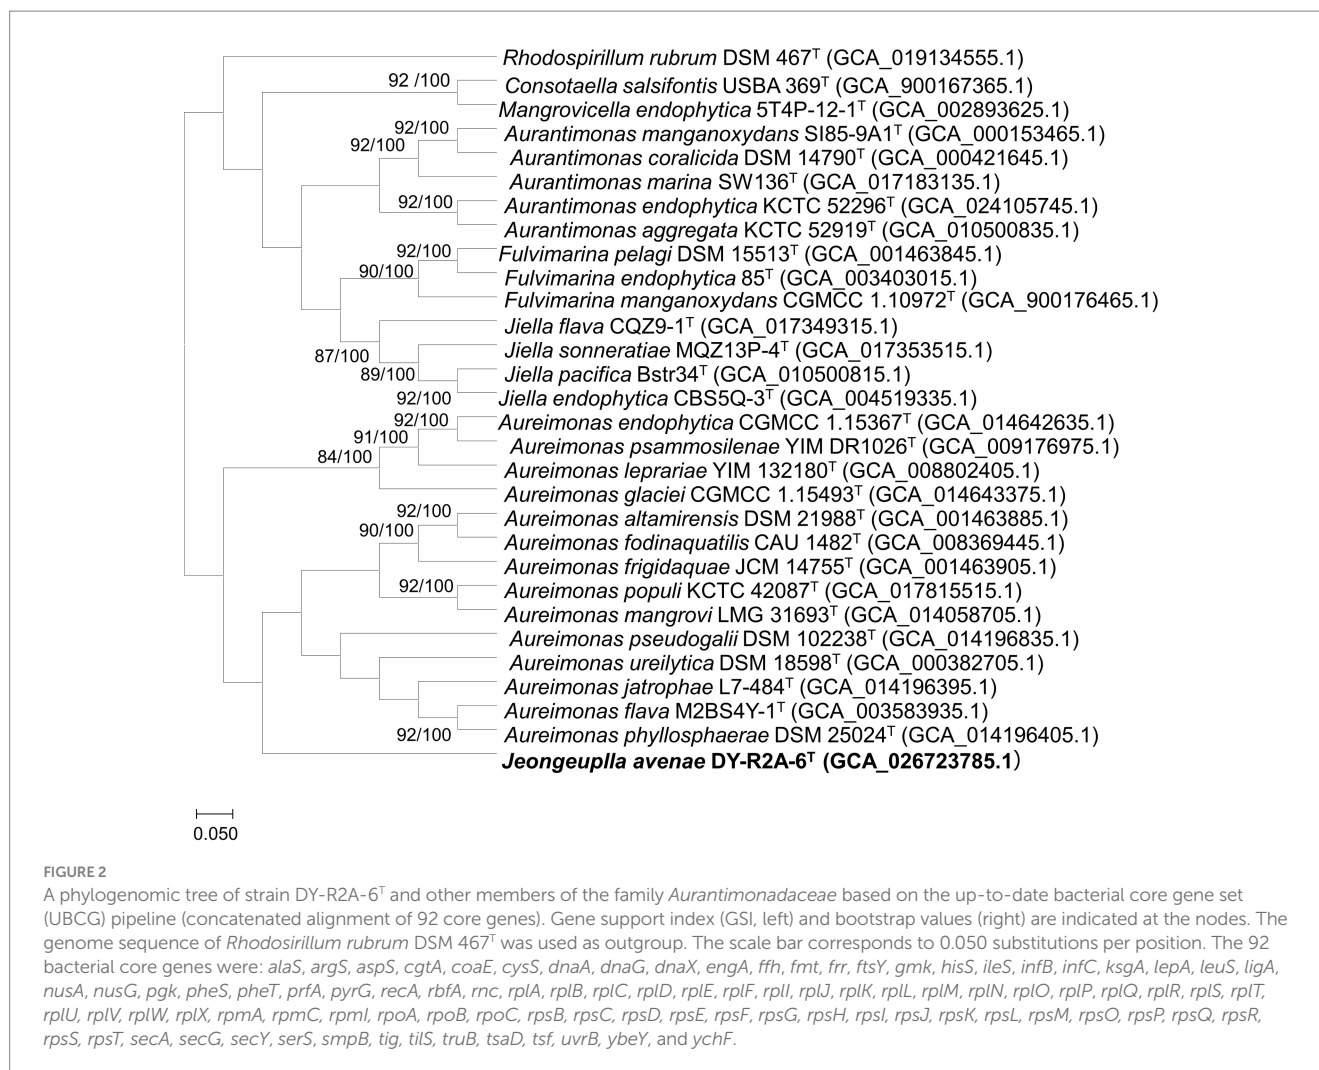 Rhodospirillum rubrum DSM 467ᵀ (GCA_019134555.1)
92 /100
Consotaella salsifontis USBA 369ᵀ (GCA_900167365.1)
Mangrovicella endophytica 5T4P-12-1ᵀ (GCA_002893625.1)
92/100
Aurantimonas manganoxydans SI85-9A1ᵀ (GCA_000153465.1)
92/100
Aurantimonas coralicida DSM 14790ᵀ (GCA_000421645.1)
Aurantimonas marina SW136ᵀ (GCA_017183135.1)
92/100
Aurantimonas endophytica KCTC 52296ᵀ (GCA_024105745.1)
Aurantimonas aggregata KCTC 52919ᵀ (GCA_010500835.1)
92/100
Fulvimarina pelagi DSM 15513ᵀ (GCA_001463845.1)
90/100
Fulvimarina endophytica 85ᵀ (GCA_003403015.1)
Fulvimarina manganoxydans CGMCC 1.10972ᵀ (GCA_900176465.1)
Jiella flava CQZ9-1ᵀ (GCA_017349315.1)
87/100
Jiella sonneratiae MQZ13P-4ᵀ (GCA_017353515.1)
89/100
Jiella pacifica Bstr34ᵀ (GCA_010500815.1)
92/100
Jiella endophytica CBS5Q-3ᵀ (GCA_004519335.1)
92/100
Aureimonas endophytica CGMCC 1.15367ᵀ (GCA_014642635.1)
91/100
Aureimonas psammosilenae YIM DR1026ᵀ (GCA_009176975.1)
84/100
Aureimonas leprariae YIM 132180ᵀ (GCA_008802405.1)
Aureimonas glaciei CGMCC 1.15493ᵀ (GCA_014643375.1)
92/100
Aureimonas altamirensis DSM 21988ᵀ (GCA_001463885.1)
90/100
Aureimonas fodinaquatilis CAU 1482ᵀ (GCA_008369445.1)
Aureimonas frigidaquae JCM 14755ᵀ (GCA_001463905.1)
92/100
Aureimonas populi KCTC 42087ᵀ (GCA_017815515.1)
Aureimonas mangrovi LMG 31693ᵀ (GCA_014058705.1)
Aureimonas pseudogalii DSM 102238ᵀ (GCA_014196835.1)
Aureimonas ureilytica DSM 18598ᵀ (GCA_000382705.1)
Aureimonas jatrophae L7-484ᵀ (GCA_014196395.1)
Aureimonas flava M2BS4Y-1ᵀ (GCA_003583935.1)
92/100
Aureimonas phyllosphaerae DSM 25024ᵀ (GCA_014196405.1)
Jeongeuplla avenae DY-R2A-6ᵀ (GCA_026723785.1)
0.050
FIGURE 2
A phylogenomic tree of strain DY-R2A-6ᵀ and other members of the family Aurantimonadaceae based on the up-to-date bacterial core gene set
(UBCG) pipeline (concatenated alignment of 92 core genes). Gene support index (GSI, left) and bootstrap values (right) are indicated at the nodes. The
genome sequence of Rhodosirillum rubrum DSM 467ᵀ was used as outgroup. The scale bar corresponds to 0.050 substitutions per position. The 92
bacterial core genes were: alaS, argS, aspS, cgtA, coaE, cysS, dnaA, dnaG, dnaX, engA, ffh, fmt, frr, ftsY, gmk, hisS, ileS, infB, infC, ksgA, lepA, leuS, ligA,
nusA, nusG, pgk, pheS, pheT, prfA, pyrG, recA, rbfA, rnc, rplA, rplB, rplC, rplD, rplE, rplF, rplI, rplJ, rplK, rplL, rplM, rplN, rplO, rplP, rplQ, rplR, rplS, rplT,
rplU, rplV, rplW, rplX, rpmA, rpmC, rpmI, rpoA, rpoB, rpoC, rpsB, rpsC, rpsD, rpsE, rpsF, rpsG, rpsH, rpsI, rpsJ, rpsK, rpsL, rpsM, rpsO, rpsP, rpsQ, rpsR,
rpsS, rpsT, secA, secG, secY, serS, smpB, tig, tilS, truB, tsaD, tsf, uvrB, ybeY, and ychF.